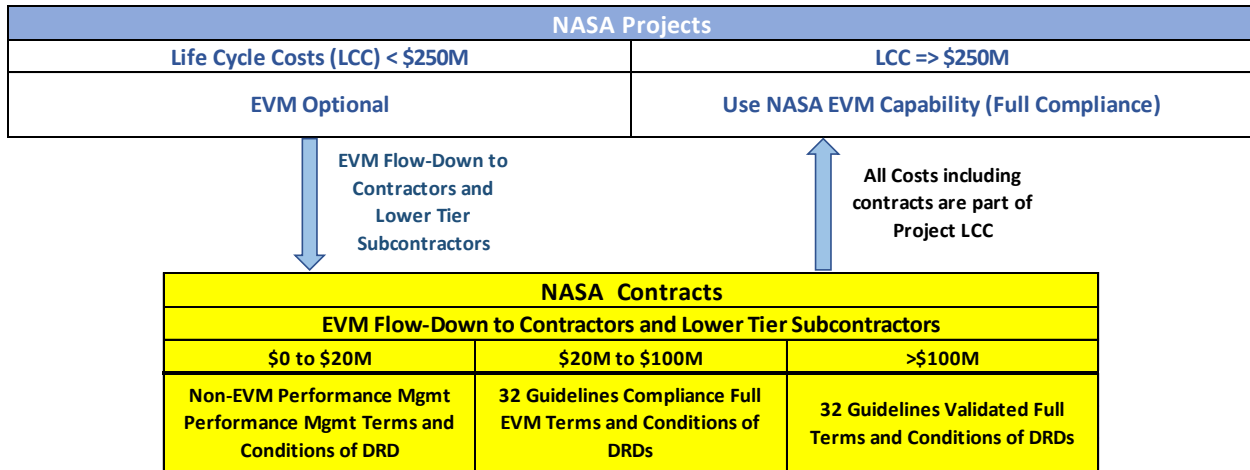 NASA Projects
Life Cycle Costs (LCC) < $250M
LCC => $250M
EVM Optional
Use NASA EVM Capability (Full Compliance)
EVM Flow-Down to
Contractors and
Lower Tier
Subcontractors
All Costs including
contracts are part of
Project LCC
NASA Contracts
EVM Flow-Down to Contractors and Lower Tier Subcontractors
$0 to $20M
$20M to $100M
>$100M
Non-EVM Performance Mgmt
Performance Mgmt Terms and
Conditions of DRD
32 Guidelines Compliance Full
EVM Terms and Conditions of
DRDs
32 Guidelines Validated Full
Terms and Conditions of DRDs